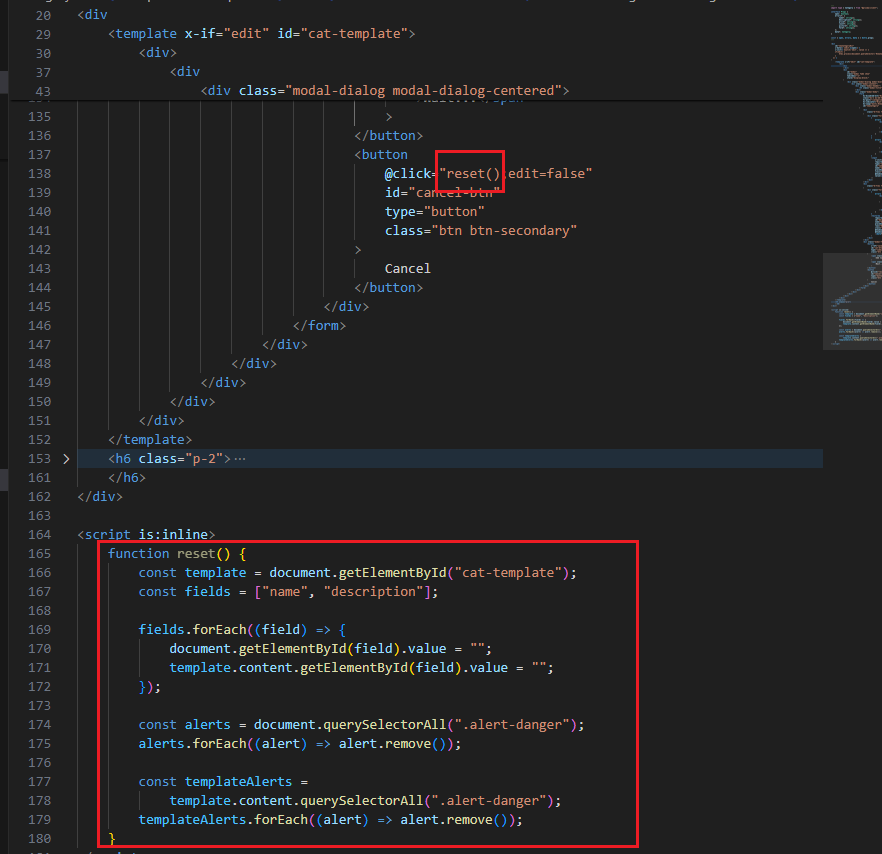 20 <div
29 <template x-if="edit" id="cat-template">
30 <div>
37 <div
43 <div class="modal-dialog modal-dialog-centered">
135 >
136 </button>
137 <button
138 @click="reset();edit=false"
139 id="cancel-btn"
140 type="button"
141 class="btn btn-secondary"
142 >
143 Cancel
144 </button>
145 </div>
146 </form>
147 </div>
148 </div>
149 </div>
150 </div>
151 </div>
152 </template>
153 <h6 class="p-2">…
161 </h6>
162 </div>
163
164 <script is:inline>
165 function reset() {
166 const template = document.getElementById("cat-template");
167 const fields = ["name", "description"];
168
169 fields.forEach((field) => {
170 document.getElementById(field).value = "";
171 template.content.getElementById(field).value = "";
172 });
173
174 const alerts = document.querySelectorAll(".alert-danger");
175 alerts.forEach((alert) => alert.remove());
176
177 const templateAlerts =
178 template.content.querySelectorAll(".alert-danger");
179 templateAlerts.forEach((alert) => alert.remove());
180 }